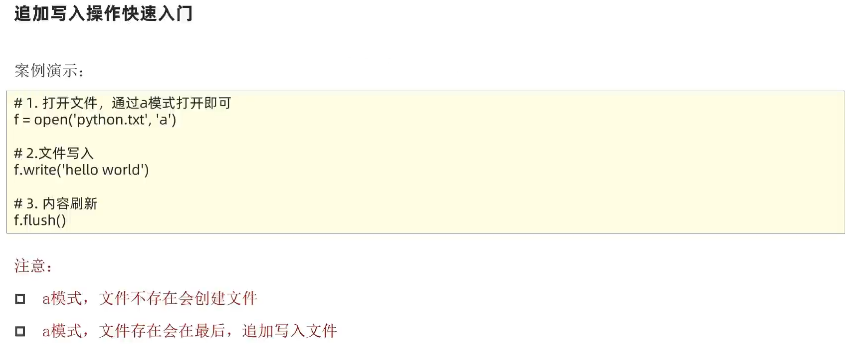 追加写入操作快速入门
案例演示：
# 1. 打开文件，通过a模式打开即可
f = open('python.txt', 'a')
# 2.文件写入
f.write('hello world')
# 3. 内容刷新
f.flush()
注意：
a模式，文件不存在会创建文件
a模式，文件存在会在最后，追加写入文件